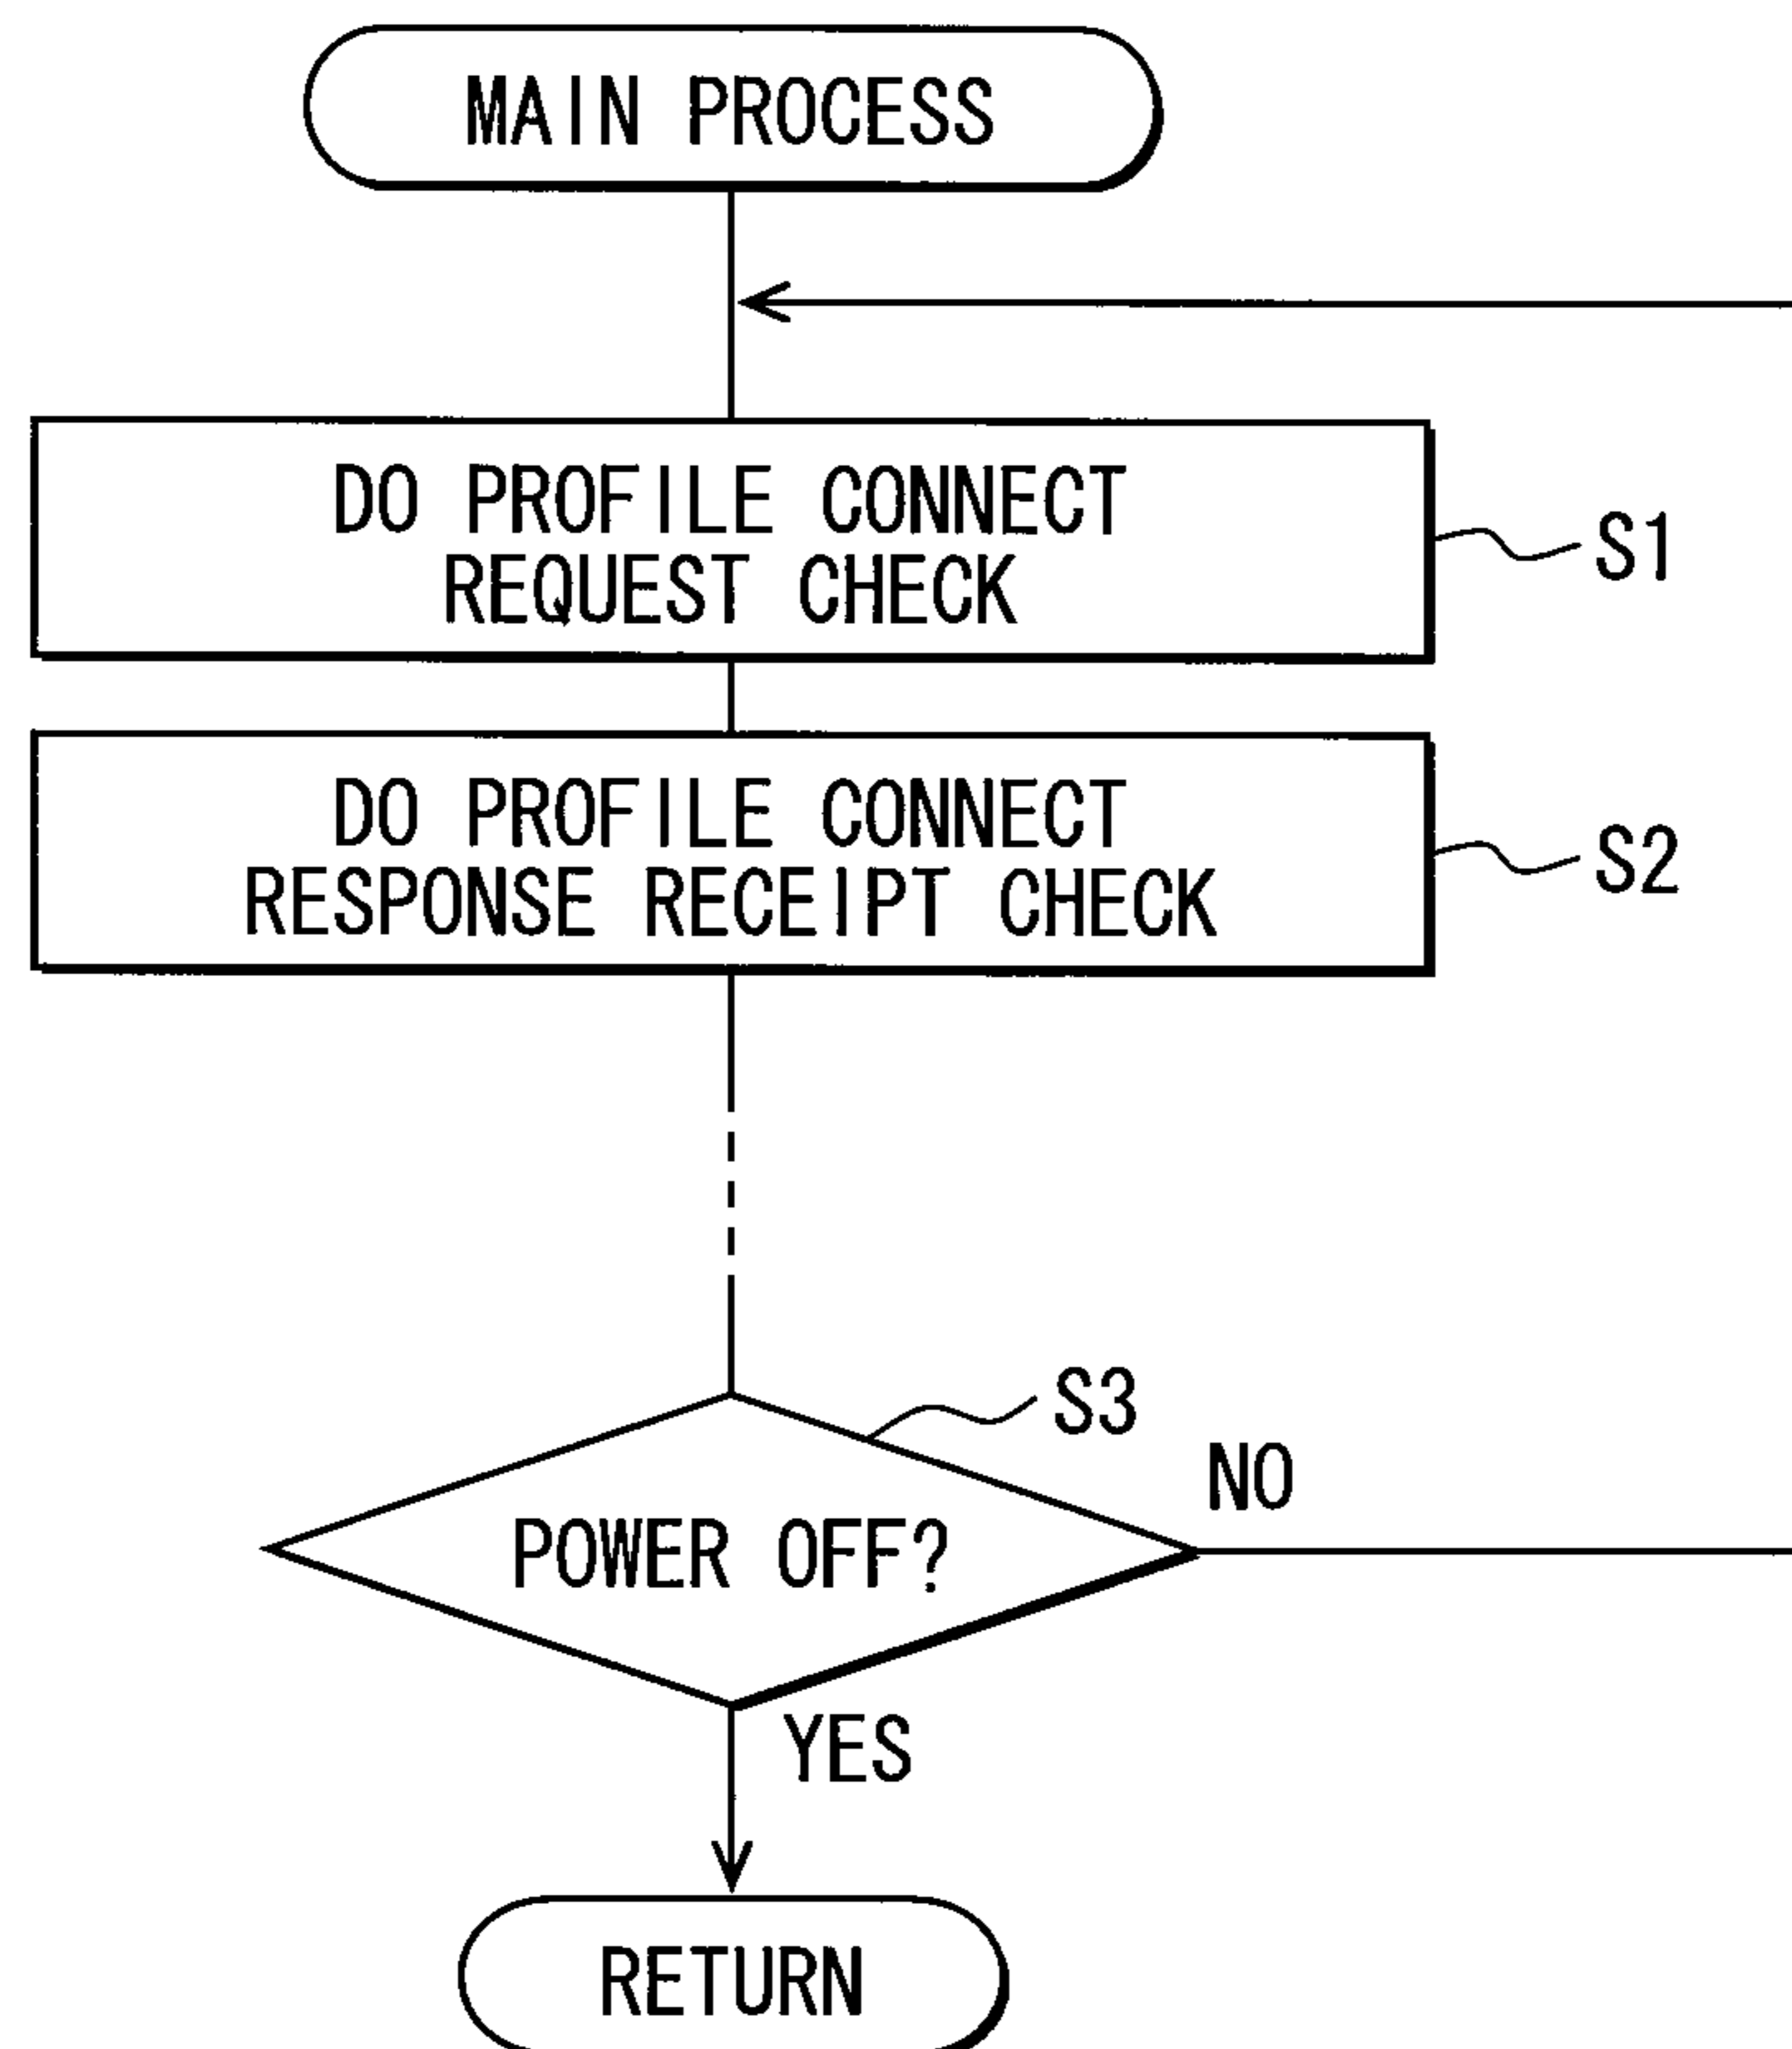 MAIN PROCESS
DO PROFILE CONNECT
REQUEST CHECK
S1
DO PROFILE CONNECT
RESPONSE RECEIPT CHECK
S2
S3
NO
POWER OFF?
YES
RETURN